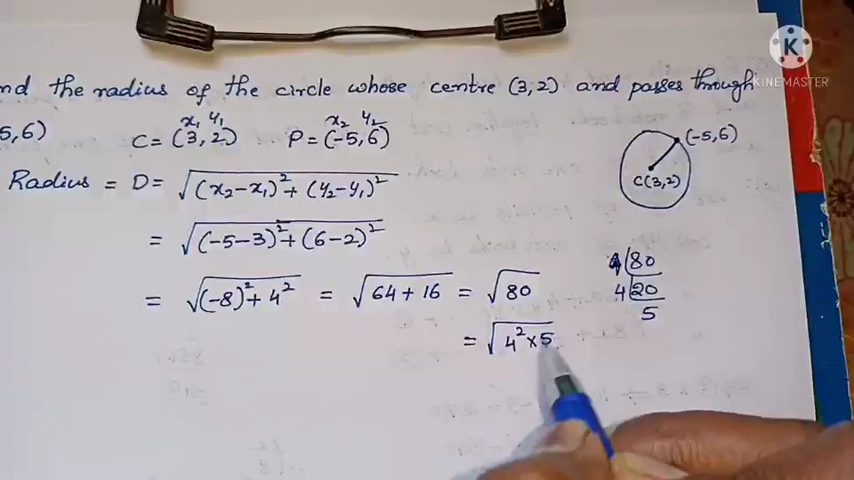 nd the radius of the circle whose centre (3,2) and passes through
5,6)
x₁ y₁ x₂ y₂
C = (3, 2) P = (-5, 6)
(-5,6)
C(3,2)
Radius = D = √(x₂-x₁)²+(y₂-y₁)²
= √(-5-3)²+(6-2)²
= √(-8)²+4² = √64+16 = √80
= √4²×5
4|80
4|20
5
K
KINEMASTER